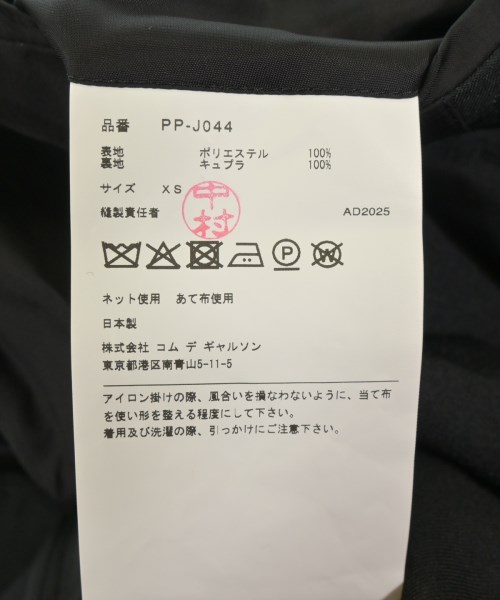 品番 PP-J044
表地 ポリエステル 100%
裏地 キュプラ 100%
サイズ XS
中村
縫製責任者 AD2025
P W
ネット使用 あて布使用
日本製
株式会社 コム デ ギャルソン
東京都港区南青山5-11-5
アイロン掛けの際、風合いを損なわないように、当て布
を使い形を整える程度にして下さい。
着用及び洗濯の際、引っかけにご注意下さい。